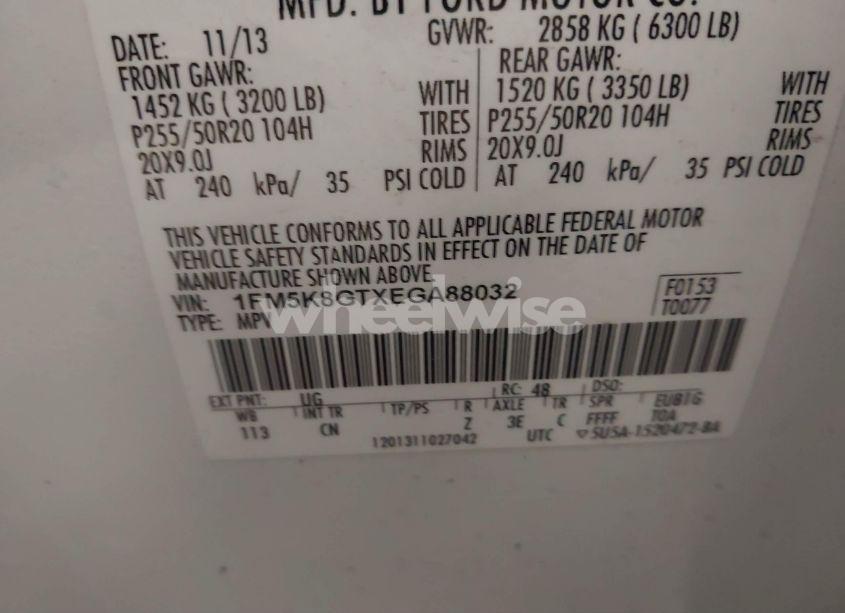 MFD. BY FORD MOTOR CO.
DATE: 11/13 GVWR: 2858 KG ( 6300 LB)
FRONT GAWR: REAR GAWR:
1452 KG ( 3200 LB) WITH 1520 KG ( 3350 LB) WITH
P255/50R20 104H TIRES P255/50R20 104H TIRES
20X9.0J RIMS 20X9.0J RIMS
AT 240 kPa/ 35 PSI COLD AT 240 kPa/ 35 PSI COLD
THIS VEHICLE CONFORMS TO ALL APPLICABLE FEDERAL MOTOR
VEHICLE SAFETY STANDARDS IN EFFECT ON THE DATE OF
MANUFACTURE SHOWN ABOVE.
VIN: 1FM5K8GTXEGA88032 F0153
TYPE: MPV T0077
wheelwise
EXT PNT: UG RC: 48 DSO:
WB INT TR TP/PS R AXLE TR SPR EUB1G
113 CN Z 3E C FFFF TOA
1201311027042 UTC ▽SU5A-1520472-BA